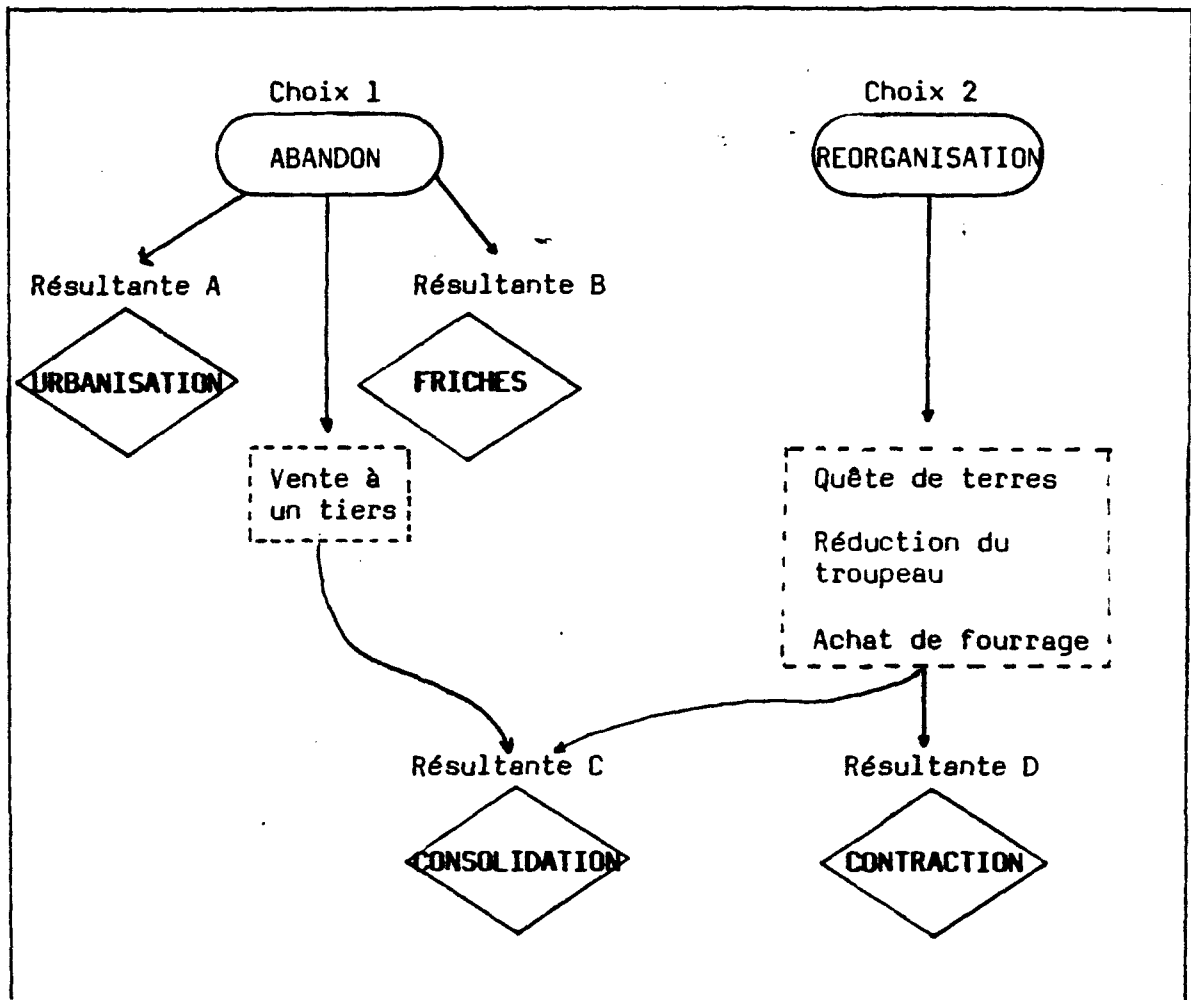 Choix 1
Choix 2
ABANDON
REORGANISATION
Résultante A
Résultante B
URBANISATION
FRICHES
Vente à
un tiers
Quête de terres
Réduction du
troupeau
Achat de fourrage
Résultante C
Résultante D
CONSOLIDATION
CONTRACTION